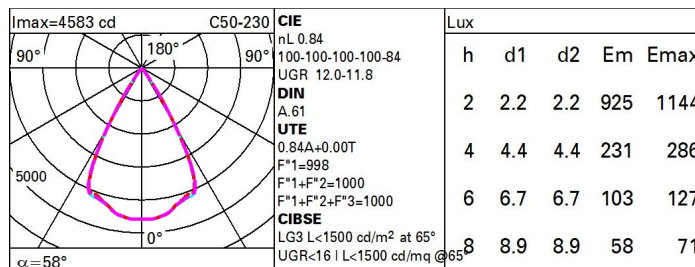 Imax=4583 cd C50-230
90° 180° 90°
5000
0°
α=58°
CIE
nL 0.84
100-100-100-100-84
UGR 12.0-11.8
DIN
A.61
UTE
0.84A+0.00T
F"1=998
F"1+F"2=1000
F"1+F"2+F"3=1000
CIBSE
LG3 L<1500 cd/m² at 65°
UGR<16 | L<1500 cd/mq @65°
Lux
h d1 d2 Em Emax
2 2.2 2.2 925 1144
4 4.4 4.4 231 286
6 6.7 6.7 103 127
8 8.9 8.9 58 71